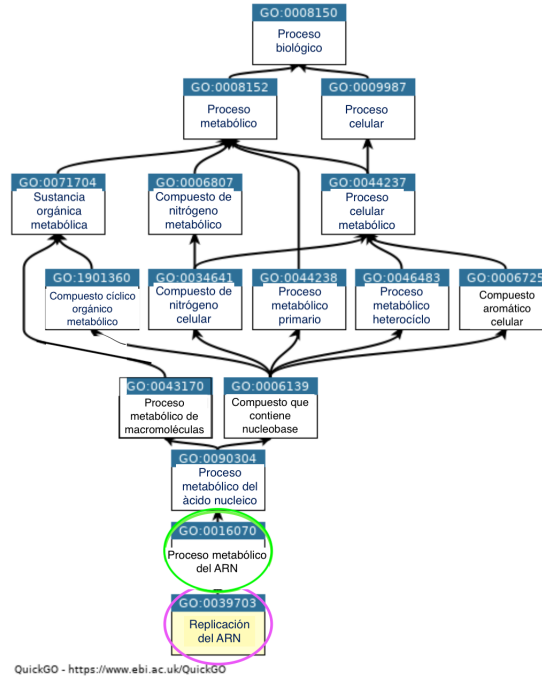 GO:0008150
Proceso
biológico
GO:0008152
Proceso
metabólico
GO:0009987
Proceso
celular
GO:0071704
Sustancia
orgánica
metabólica
GO:0006807
Compuesto de
nitrógeno
metabólico
GO:0044237
Proceso
celular
metabólico
GO:1901360
Compuesto cíclico
orgánico
metabólico
GO:0034641
Compuesto de
nitrógeno
celular
GO:0044238
Proceso
metabólico
primario
GO:0046483
Proceso
metabólico
heterocíclo
GO:0006725
Compuesto
aromático
celular
GO:0043170
Proceso
metabólico de
macromoléculas
GO:0006139
Compuesto que
contiene
nucleobase
GO:0090304
Proceso
metabólico del
àcido nucleico
GO:0016070
Proceso metabólico
del ARN
GO:0039703
Replicación
del ARN
QuickGO - https://www.ebi.ac.uk/QuickGO